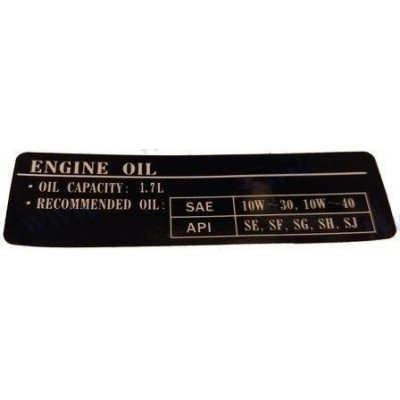 ENGINE OIL
• OIL CAPACITY: 1.7L
• RECOMMENDED OIL:
SAE 10W~30, 10W~40
API SE, SF, SG, SH, SJ